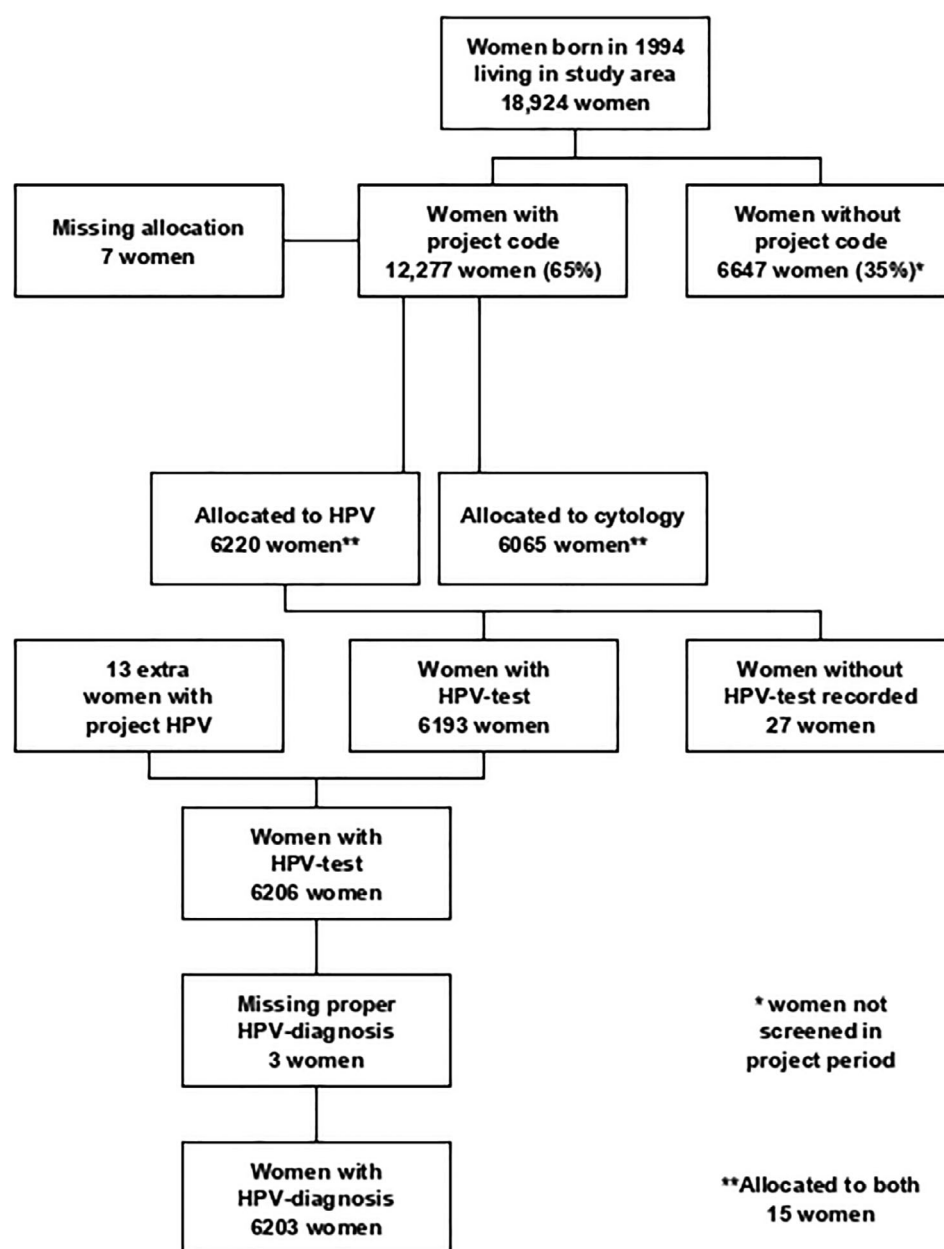 Women born in 1994
living in study area
18,924 women
Missing allocation
7 women
Women with
project code
12,277 women (65%)
Women without
project code
6647 women (35%)*
Allocated to HPV
6220 women**
Allocated to cytology
6065 women**
13 extra
women with
project HPV
Women with
HPV-test
6193 women
Women without
HPV-test recorded
27 women
Women with
HPV-test
6206 women
Missing proper
HPV-diagnosis
3 women
* women not
screened in
project period
Women with
HPV-diagnosis
6203 women
**Allocated to both
15 women